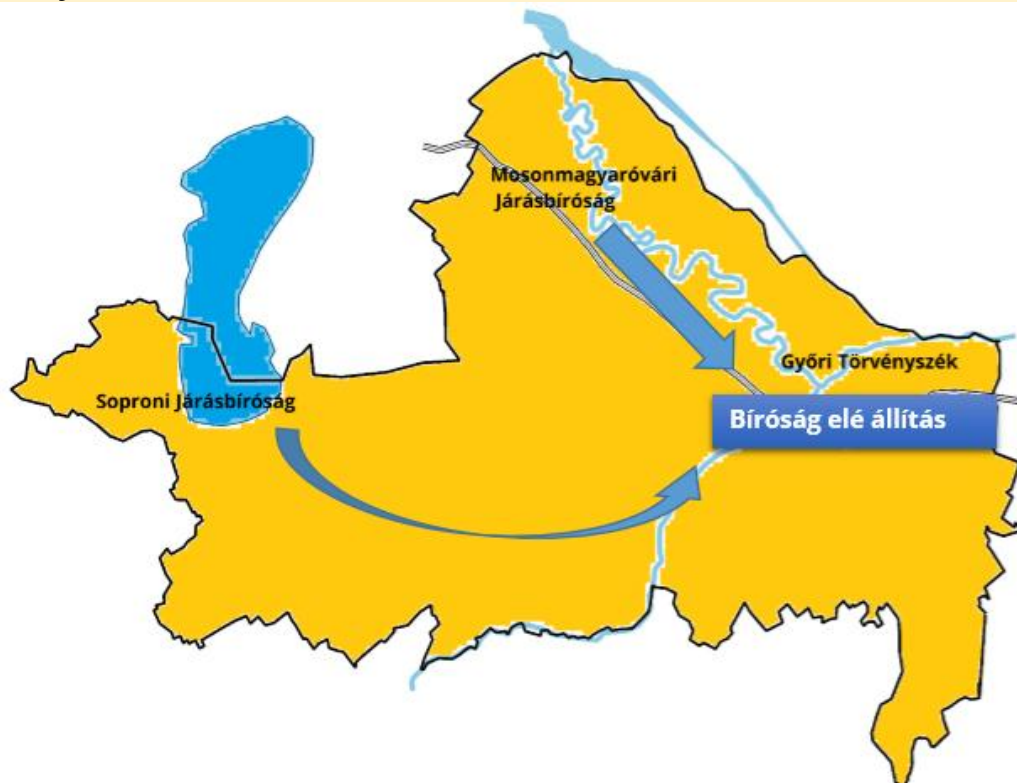 Mosonmagyaróvári
Járásbíróság
Győri Törvényszék
Soproni Járásbíróság
Bíróság elé állítás